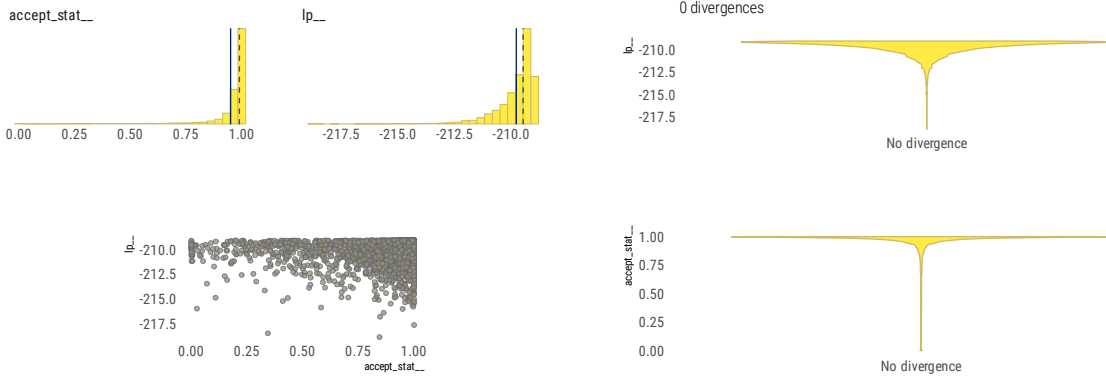 accept_stat__
lp__
0.00 0.25 0.50 0.75 1.00
-217.5 -215.0 -212.5 -210.0
0 divergences
lp__
-210.0
-212.5
-215.0
-217.5
No divergence
lp__
-210.0
-212.5
-215.0
-217.5
0.00 0.25 0.50 0.75 1.00
accept_stat__
accept_stat__
1.00
0.75
0.50
0.25
0.00
No divergence